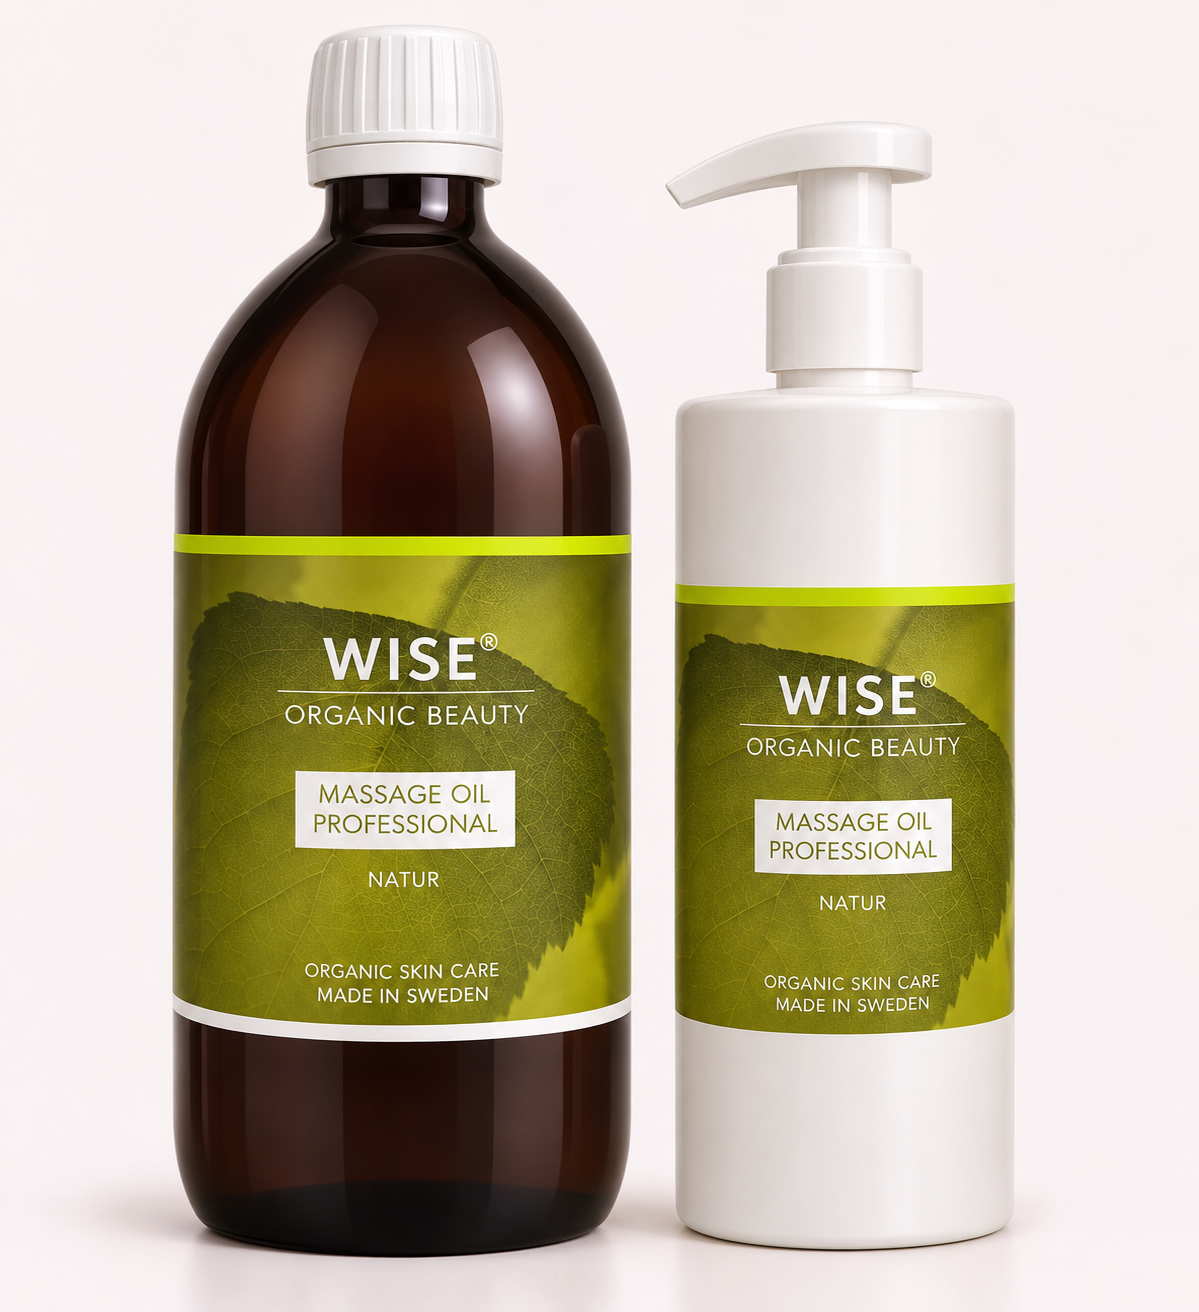 WISE®
ORGANIC BEAUTY
MASSAGE OIL
PROFESSIONAL
NATUR
ORGANIC SKIN CARE
MADE IN SWEDEN
WISE®
ORGANIC BEAUTY
MASSAGE OIL
PROFESSIONAL
NATUR
ORGANIC SKIN CARE
MADE IN SWEDEN